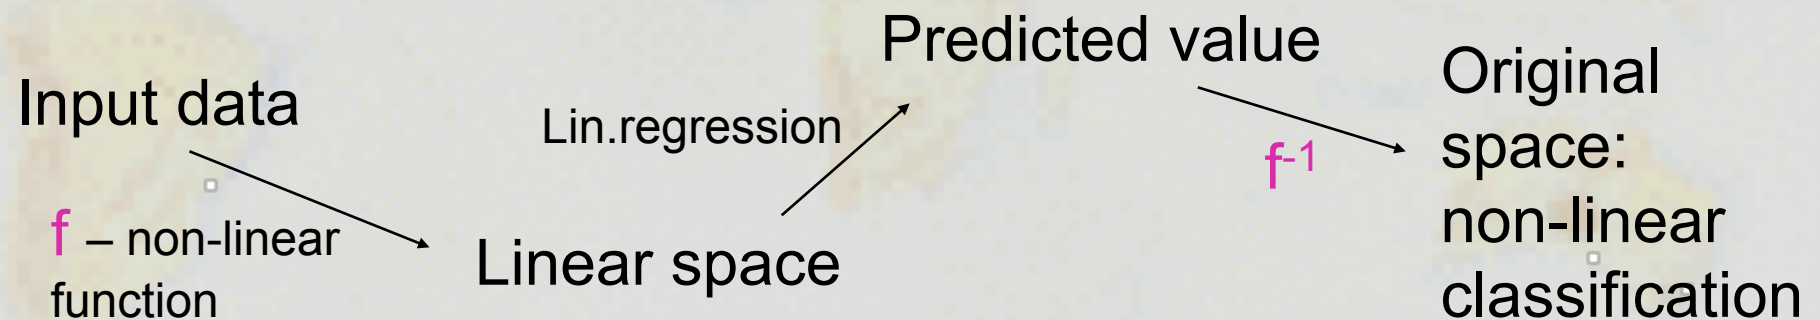 Input data
f – non-linear
function
Linear space
Lin.regression
Predicted value
f-1
Original
space:
non-linear
classification